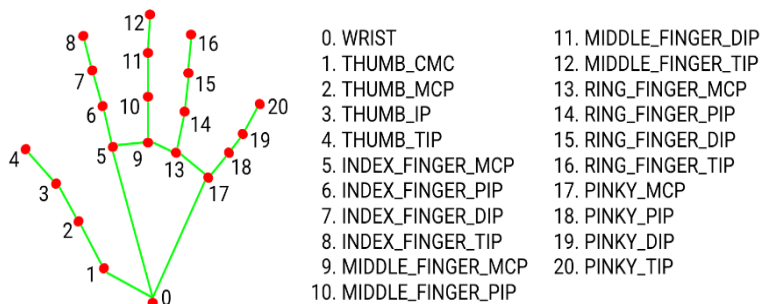 12
8
16
11
7
15
20
10
6
14
19
4
5
9
13
18
3
17
2
1
0
0. WRIST
1. THUMB_CMC
2. THUMB_MCP
3. THUMB_IP
4. THUMB_TIP
5. INDEX_FINGER_MCP
6. INDEX_FINGER_PIP
7. INDEX_FINGER_DIP
8. INDEX_FINGER_TIP
9. MIDDLE_FINGER_MCP
10. MIDDLE_FINGER_PIP
11. MIDDLE_FINGER_DIP
12. MIDDLE_FINGER_TIP
13. RING_FINGER_MCP
14. RING_FINGER_PIP
15. RING_FINGER_DIP
16. RING_FINGER_TIP
17. PINKY_MCP
18. PINKY_PIP
19. PINKY_DIP
20. PINKY_TIP